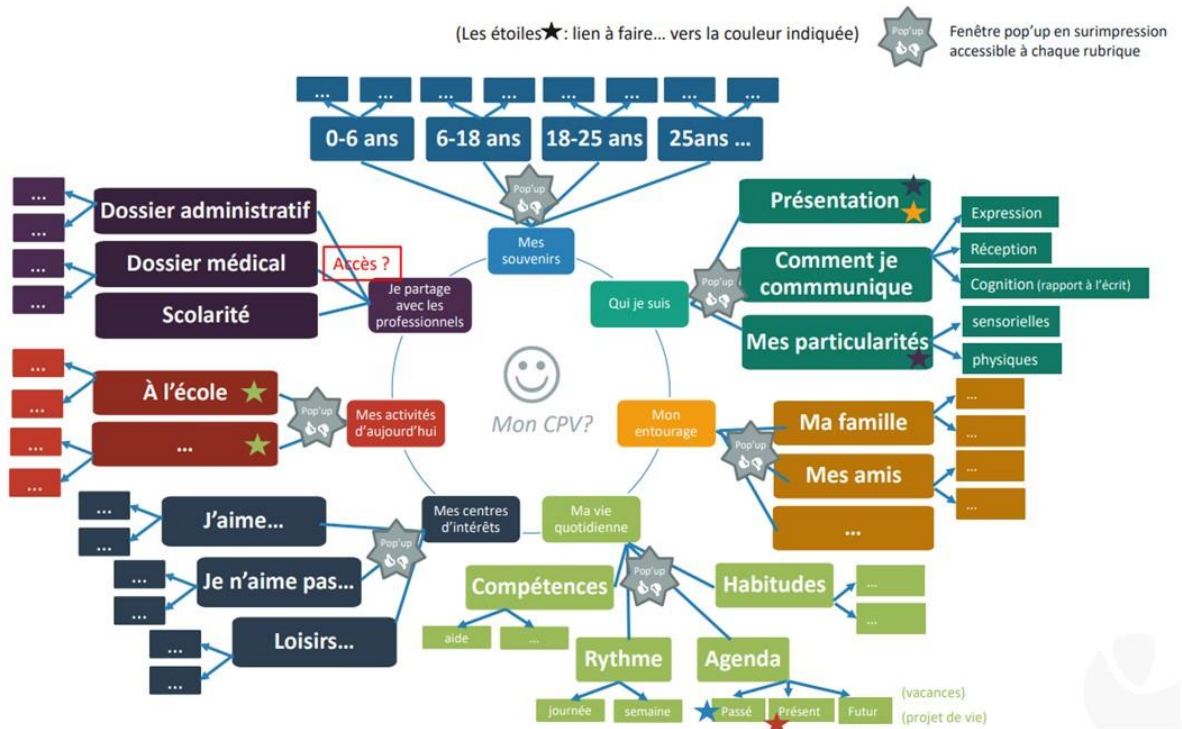 (Les étoiles★: lien à faire... vers la couleur indiquée)
Pop'up
Fenêtre pop'up en surimpression
accessible à chaque rubrique
... ... ... ... ... ... ... ...
0-6 ans
6-18 ans
18-25 ans
25ans ...
Pop'up
Mes
souvenirs
...
...
...
...
Dossier administratif
Dossier médical
Scolarité
Accès ?
Je partage
avec les
professionnels
Qui je suis
Pop'up
Présentation
Comment je
commmunique
Mes particularités
Expression
Réception
Cognition (rapport à l'écrit)
sensorielles
physiques
...
...
...
...
À l'école
...
Pop'up
Mes activités
d'aujourd'hui
Mon CPV?
Mon
entourage
Pop'up
Ma famille
Mes amis
...
...
...
...
...
Mes centres
d'intérêts
Pop'up
J'aime...
Je n'aime pas...
Loisirs...
...
...
...
...
...
...
Ma vie
quotidienne
Pop'up
Compétences
aide
...
Habitudes
...
...
Rythme
journée
semaine
Agenda
Passé
Présent
Futur
(vacances)
(projet de vie)